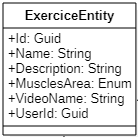 ExerciceEntity
+Id: Guid
+Name: String
+Description: String
+MusclesArea: Enum
+VideoName: String
+UserId: Guid